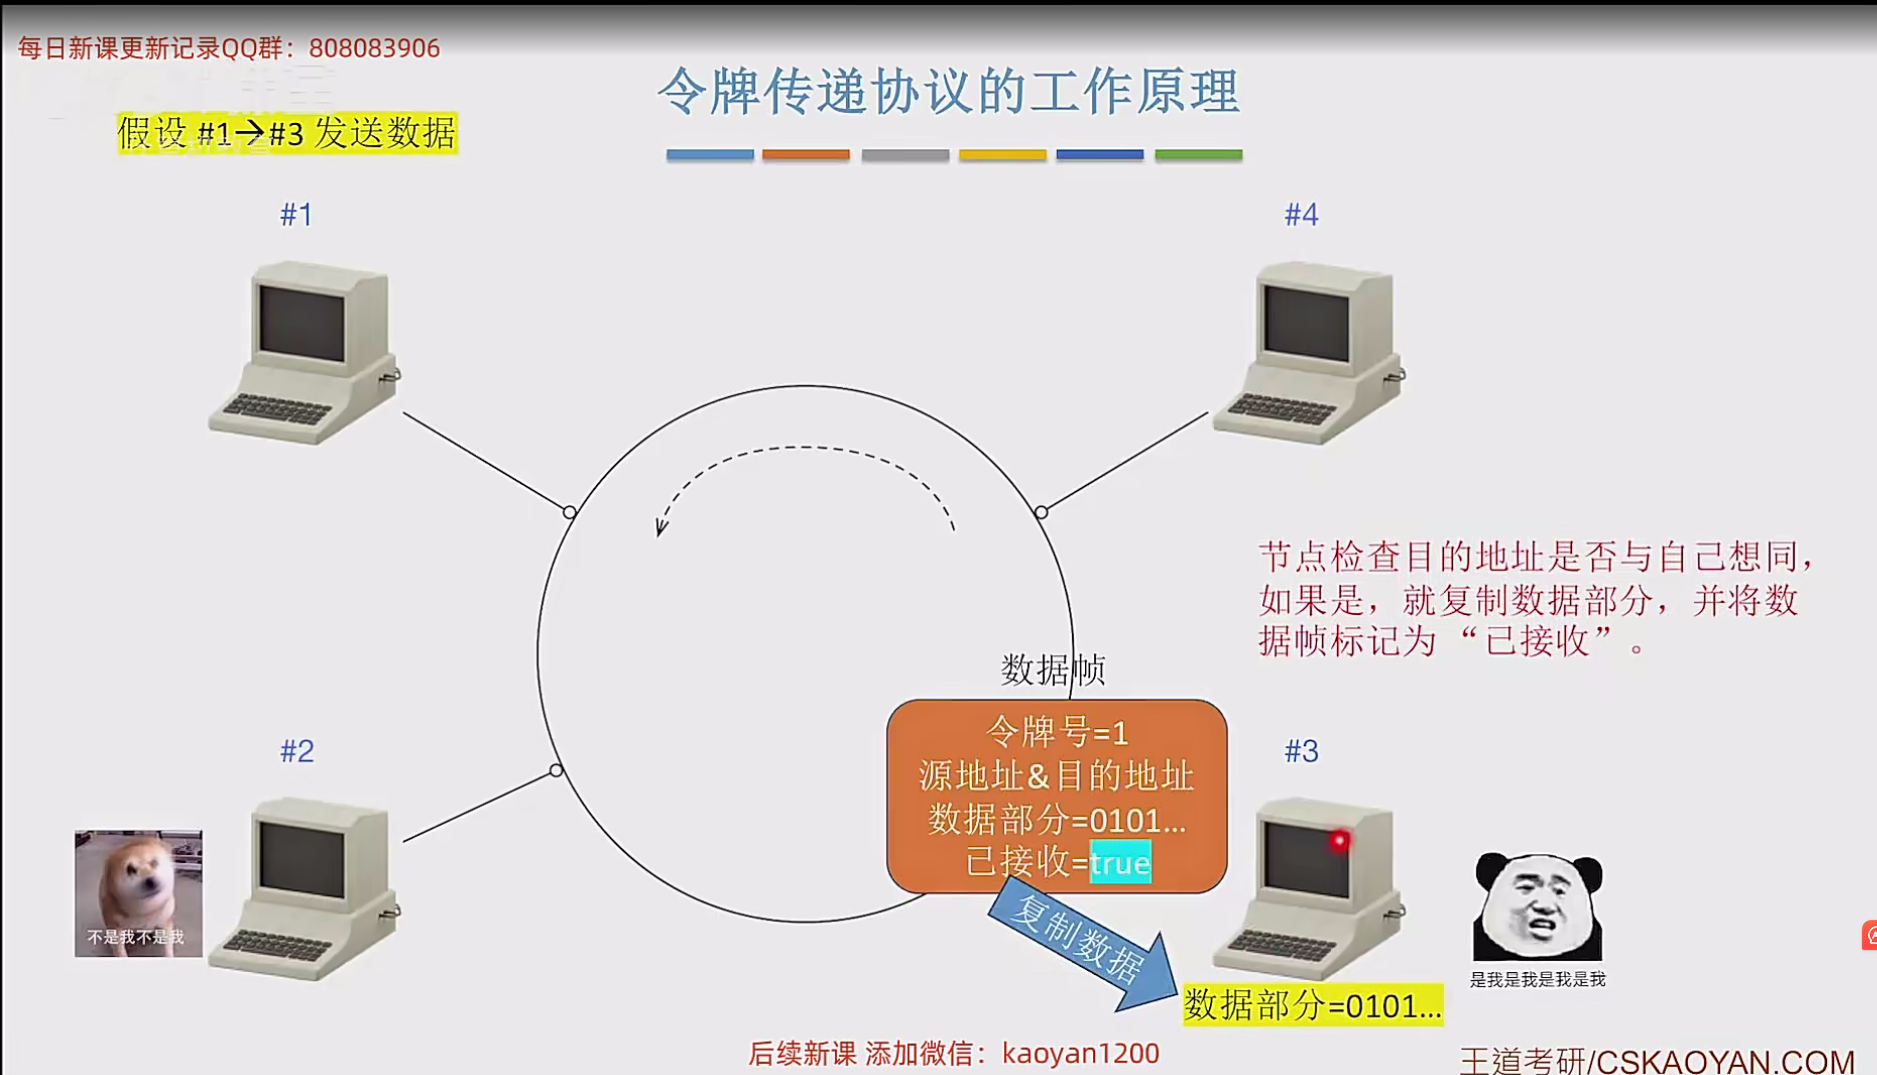 每日新课更新记录QQ群：808083906
令牌传递协议的工作原理
假设 #1→#3 发送数据
#1
#4
节点检查目的地址是否与自己想同，
如果是，就复制数据部分，并将数
据帧标记为“已接收”。
数据帧
令牌号=1
源地址&目的地址
数据部分=0101...
已接收=true
#2
#3
不是我不是我
复制数据
是我是我是我是我
数据部分=0101...
后续新课 添加微信：kaoyan1200
王道考研/CSKAOYAN.COM